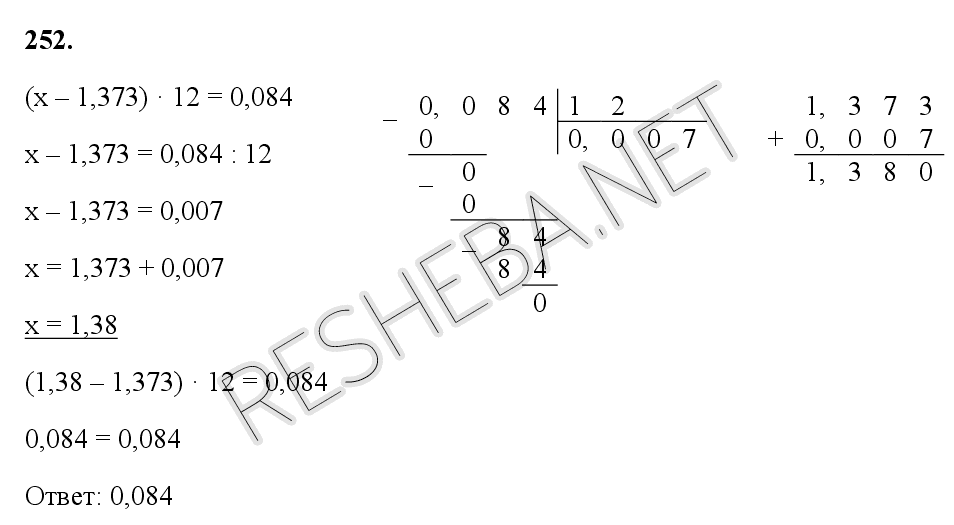 252.
(x – 1,373) · 12 = 0,084
x – 1,373 = 0,084 : 12
x – 1,373 = 0,007
x = 1,373 + 0,007
x = 1,38
(1,38 – 1,373) · 12 = 0,084
0,084 = 0,084
Ответ: 0,084
– 0, 0 8 4 1 2
0 0, 0 0 7
– 0
0
– 8 4
8 4
0
1, 3 7 3
+ 0, 0 0 7
1, 3 8 0
RESHEBA.NET